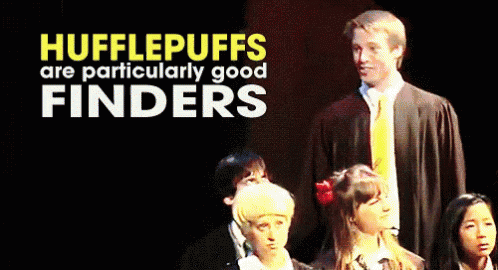 HUFFLEPUFFS
are particularly good
FINDERS